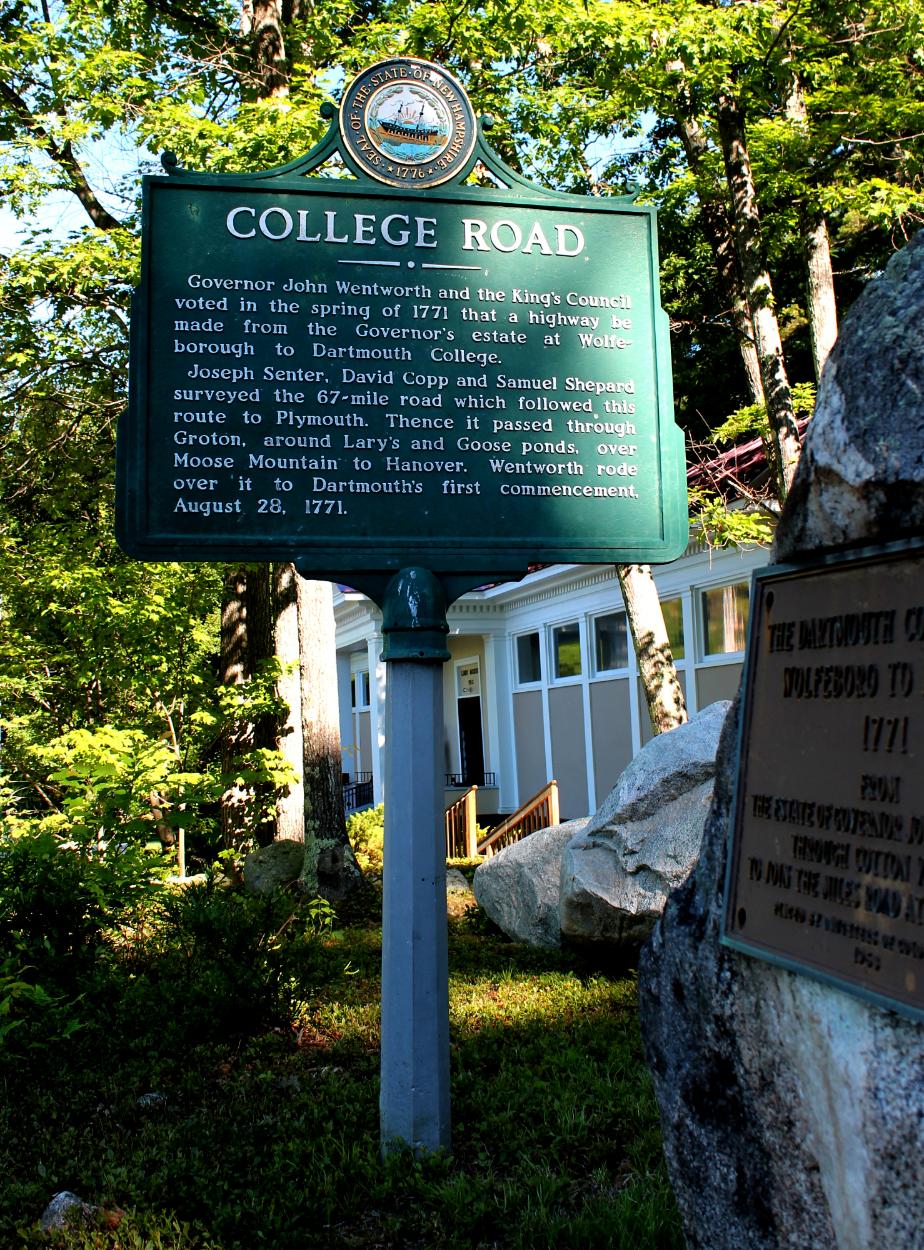 SEAL · OF · THE · STATE · OF · NEW HAMPSHIRE
· 1776 ·
COLLEGE ROAD
Governor John Wentworth and the King's Council
voted in the spring of 1771 that a highway be
made from the Governor's estate at Wolfe-
borough to Dartmouth College.
Joseph Senter, David Copp and Samuel Shepard
surveyed the 67-mile road which followed this
route to Plymouth. Thence it passed through
Groton, around Lary's and Goose ponds, over
Moose Mountain to Hanover. Wentworth rode
over it to Dartmouth's first commencement,
August 28, 1771.
THE DARTMOUTH
WOLFEBORO
1771
FROM
THE ESTATE OF GOVERNOR
THROUGH COTTON
TO JOIN THE ROAD